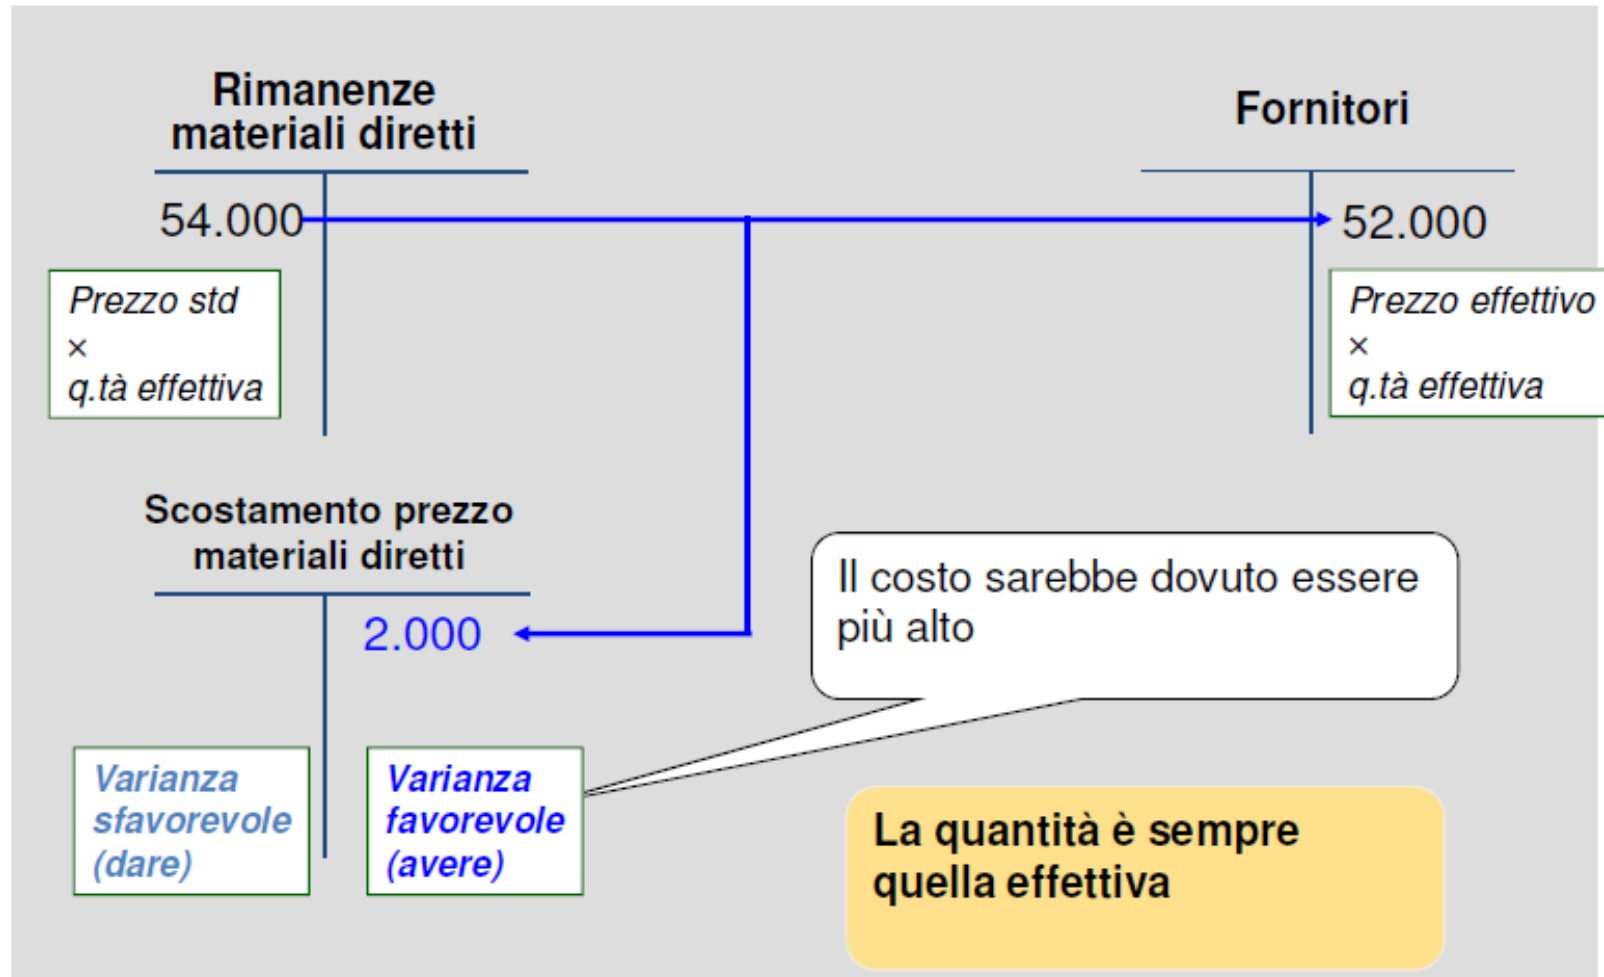 Rimanenze
materiali diretti
Fornitori
54.000
52.000
Prezzo std
×
q.tà effettiva
Prezzo effettivo
×
q.tà effettiva
Scostamento prezzo
materiali diretti
2.000
Il costo sarebbe dovuto essere
più alto
Varianza
sfavorevole
(dare)
Varianza
favorevole
(avere)
La quantità è sempre
quella effettiva